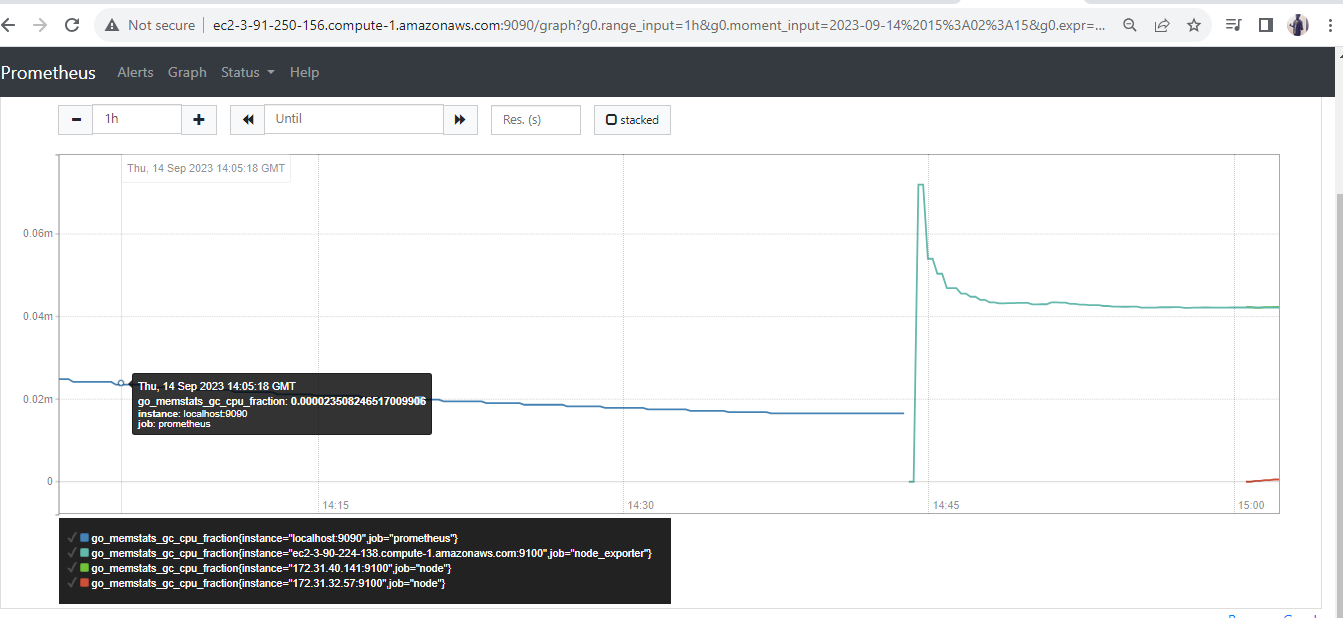 Not secure | ec2-3-91-250-156.compute-1.amazonaws.com:9090/graph?g0.range_input=1h&g0.moment_input=2023-09-14%2015%3A02%3A15&g0.expr=...
Prometheus Alerts Graph Status Help
1h Until Res. (s) stacked
Thu, 14 Sep 2023 14:05:18 GMT
0.06m
0.04m
0.02m
0
Thu, 14 Sep 2023 14:05:18 GMT
go_memstats_gc_cpu_fraction: 0.000023508246517009906
instance: localhost:9090
job: prometheus
14:15 14:30 14:45 15:00
go_memstats_gc_cpu_fraction{instance="localhost:9090",job="prometheus"}
go_memstats_gc_cpu_fraction{instance="ec2-3-90-224-138.compute-1.amazonaws.com:9100",job="node_exporter"}
go_memstats_gc_cpu_fraction{instance="172.31.40.141:9100",job="node"}
go_memstats_gc_cpu_fraction{instance="172.31.32.57:9100",job="node"}